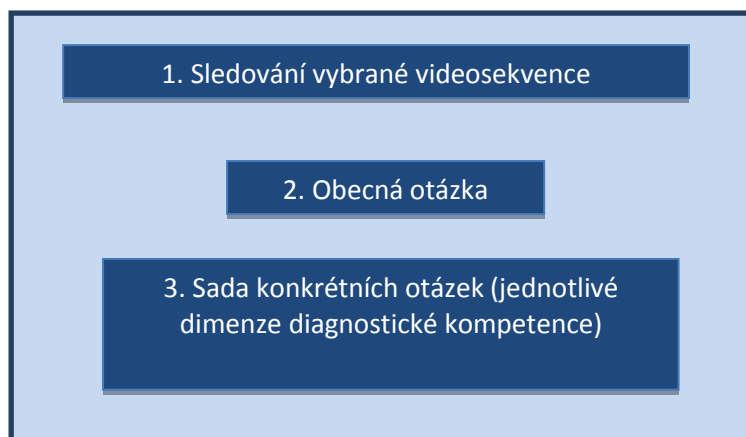 1. Sledování vybrané videosekvence
2. Obecná otázka
3. Sada konkrétních otázek (jednotlivé
dimenze diagnostické kompetence)